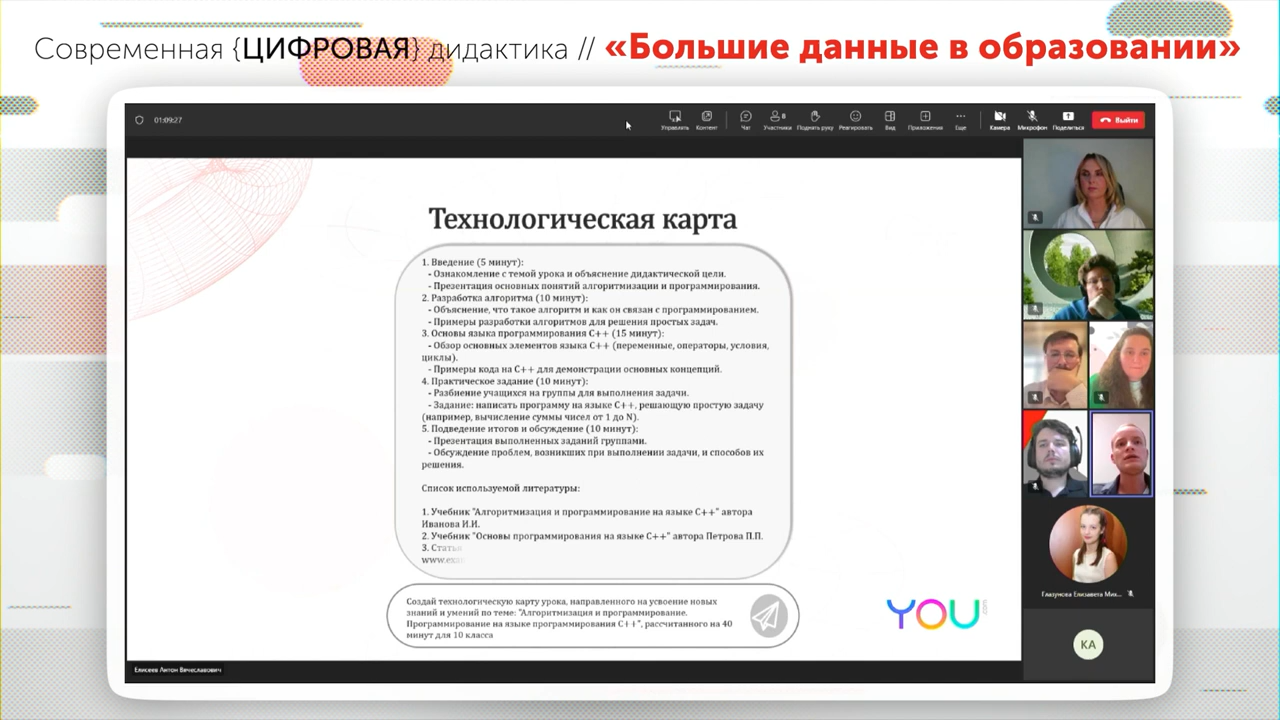 Современная {ЦИФРОВАЯ} дидактика // «Большие данные в образовании»
01:09:27
Управлять Контент Чат Участники 8 Поднять руку Реагировать Вид Приложения Еще Камера Микрофон Поделиться Выйти
Технологическая карта
1. Введение (5 минут):
- Ознакомление с темой урока и объяснение дидактической цели.
- Презентация основных понятий алгоритмизации и программирования.
2. Разработка алгоритма (10 минут):
- Объяснение, что такое алгоритм и как он связан с программированием.
- Примеры разработки алгоритмов для решения простых задач.
3. Основы языка программирования C++ (15 минут):
- Обзор основных элементов языка C++ (переменные, операторы, условия,
циклы).
- Примеры кода на C++ для демонстрации основных концепций.
4. Практическое задание (10 минут):
- Разбиение учащихся на группы для выполнения задачи.
- Задание: написать программу на языке C++, решающую простую задачу
(например, вычисление суммы чисел от 1 до N).
5. Подведение итогов и обсуждение (10 минут):
- Презентация выполненных заданий группами.
- Обсуждение проблем, возникших при выполнении задачи, и способов их
решения.
Список используемой литературы:
1. Учебник "Алгоритмизация и программирование на языке C++" автора
Иванова И.И.
2. Учебник "Основы программирования на языке C++" автора Петрова П.П.
3. Статья
www.exa
Создай технологическую карту урока, направленного на усвоение новых
знаний и умений по теме: "Алгоритмизация и программирование.
Программирование на языке программирования C++", рассчитанного на 40
минут для 10 класса
YOU.com
Глазунова Елизавета Мих...
КА
Елисеев Антон Вячеславович